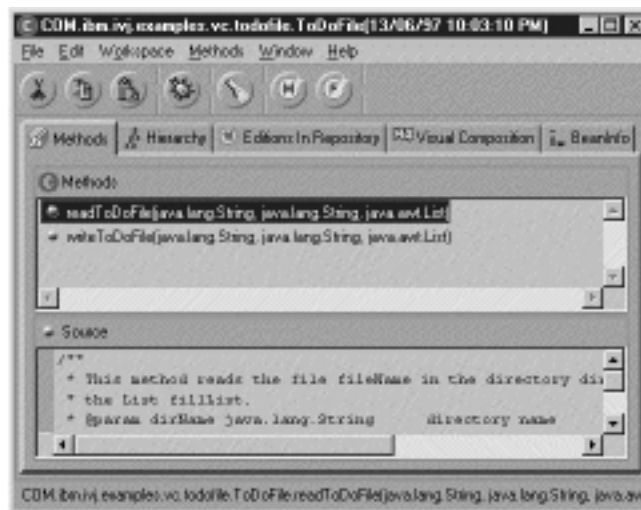 COM.ibm.ivj.examples.vc.todofile.ToDoFile(13/06/97 10:03:10 PM)
File Edit Workspace Methods Window Help
H F
Methods Hierarchy Editions In Repository Visual Composition BeanInfo
Methods
readToDoFile(java.lang.String, java.lang.String, java.awt.List)
writeToDoFile(java.lang.String, java.lang.String, java.awt.List)
Source
/**
* This method reads the file fileName in the directory dir
* the List fillList.
* @param dirName java.lang.String directory name
COM.ibm.ivj.examples.vc.todofile.ToDoFile.readToDoFile(java.lang.String, java.lang.String, java.aw